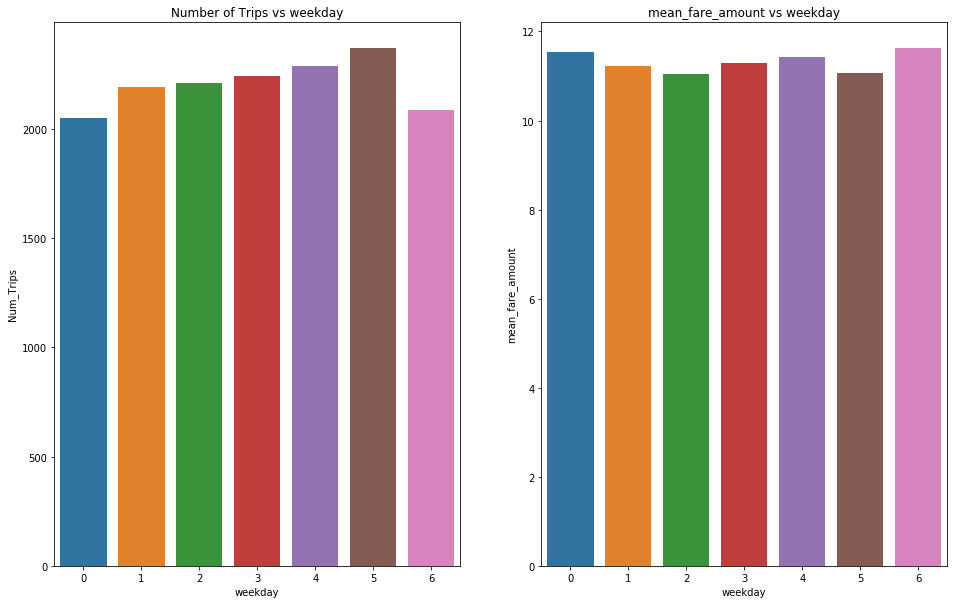 Number of Trips vs weekday
Num_Trips
2000
1500
1000
500
0
0 1 2 3 4 5 6
weekday
mean_fare_amount vs weekday
mean_fare_amount
12
10
8
6
4
2
0
0 1 2 3 4 5 6
weekday